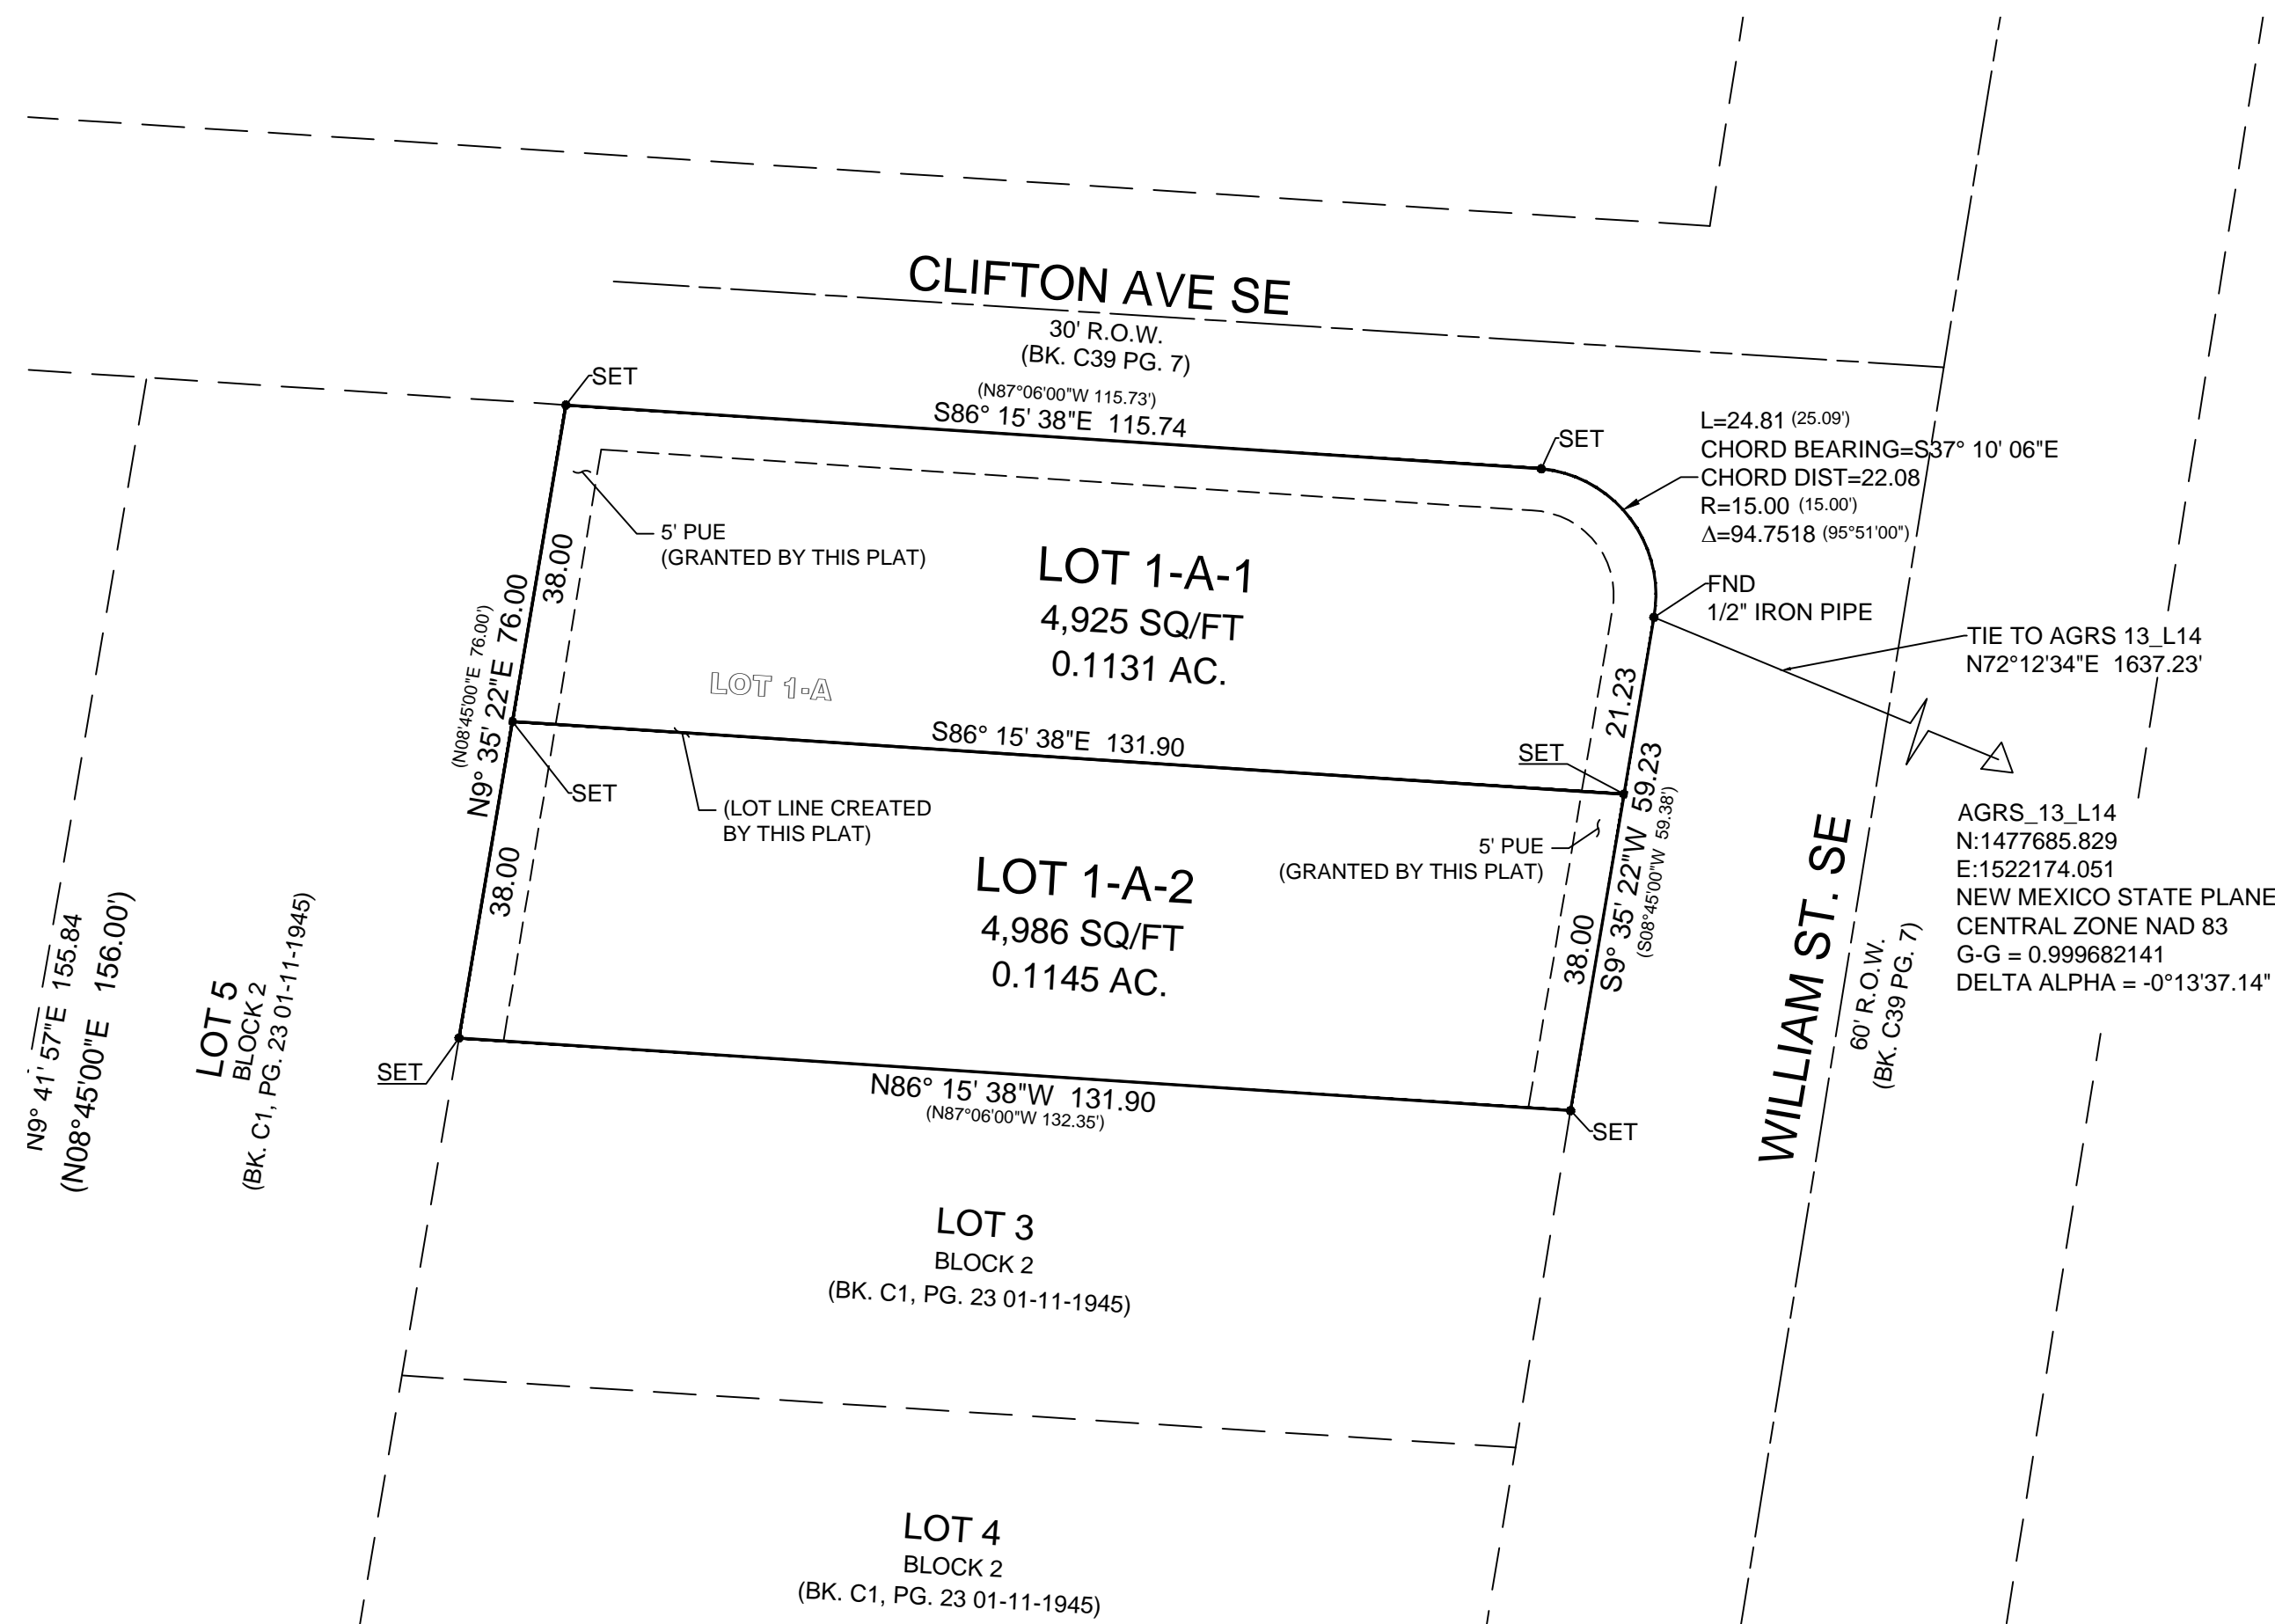 CLIFTON AVE SE
30' R.O.W.
(BK. C39 PG. 7)
(N87°06'00"W 115.73')
S86° 15' 38"E 115.74
SET
SET
L=24.81 (25.09')
CHORD BEARING=S37° 10' 06"E
CHORD DIST=22.08
R=15.00 (15.00')
Δ=94.7518 (95°51'00")
5' PUE
(GRANTED BY THIS PLAT)
38.00
N9° 35' 22"E 76.00
(N08°45'00"E 76.00')
LOT 1-A-1
4,925 SQ/FT
0.1131 AC.
LOT 1-A
FND
1/2" IRON PIPE
TIE TO AGRS 13_L14
N72°12'34"E 1637.23'
21.23
S86° 15' 38"E 131.90
SET
SET
(LOT LINE CREATED
BY THIS PLAT)
5' PUE
(GRANTED BY THIS PLAT)
S9° 35' 22"W 59.23
(S08°45'00"W 59.38')
38.00
38.00
LOT 1-A-2
4,986 SQ/FT
0.1145 AC.
AGRS_13_L14
N:1477685.829
E:1522174.051
NEW MEXICO STATE PLANE
CENTRAL ZONE NAD 83
G-G = 0.999682141
DELTA ALPHA = -0°13'37.14"
WILLIAM ST. SE
60' R.O.W.
(BK. C39 PG. 7)
N9° 41' 57"E 155.84
(N08°45'00"E 156.00')
LOT 5
BLOCK 2
(BK. C1, PG. 23 01-11-1945)
SET
N86° 15' 38"W 131.90
(N87°06'00"W 132.35')
SET
LOT 3
BLOCK 2
(BK. C1, PG. 23 01-11-1945)
LOT 4
BLOCK 2
(BK. C1, PG. 23 01-11-1945)